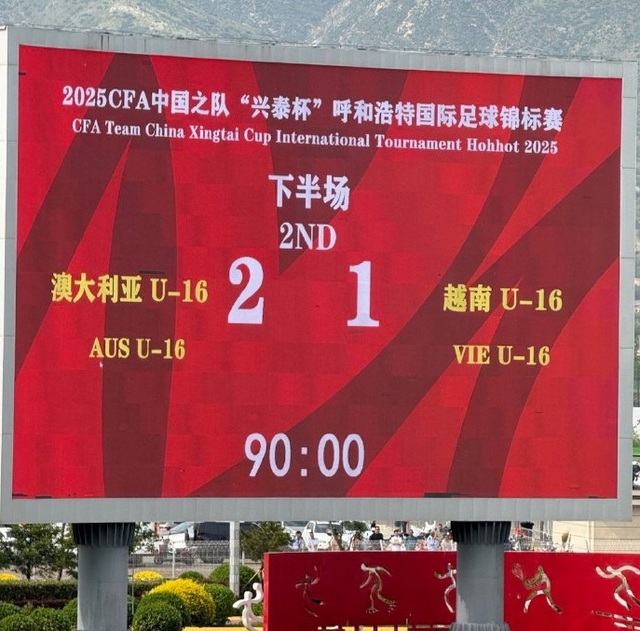 2025CFA中国之队“兴泰杯”呼和浩特国际足球锦标赛
CFA Team China Xingtai Cup International Tournament Hohhot 2025
下半场
2ND
澳大利亚 U-16 2 1 越南 U-16
AUS U-16 VIE U-16
90:00